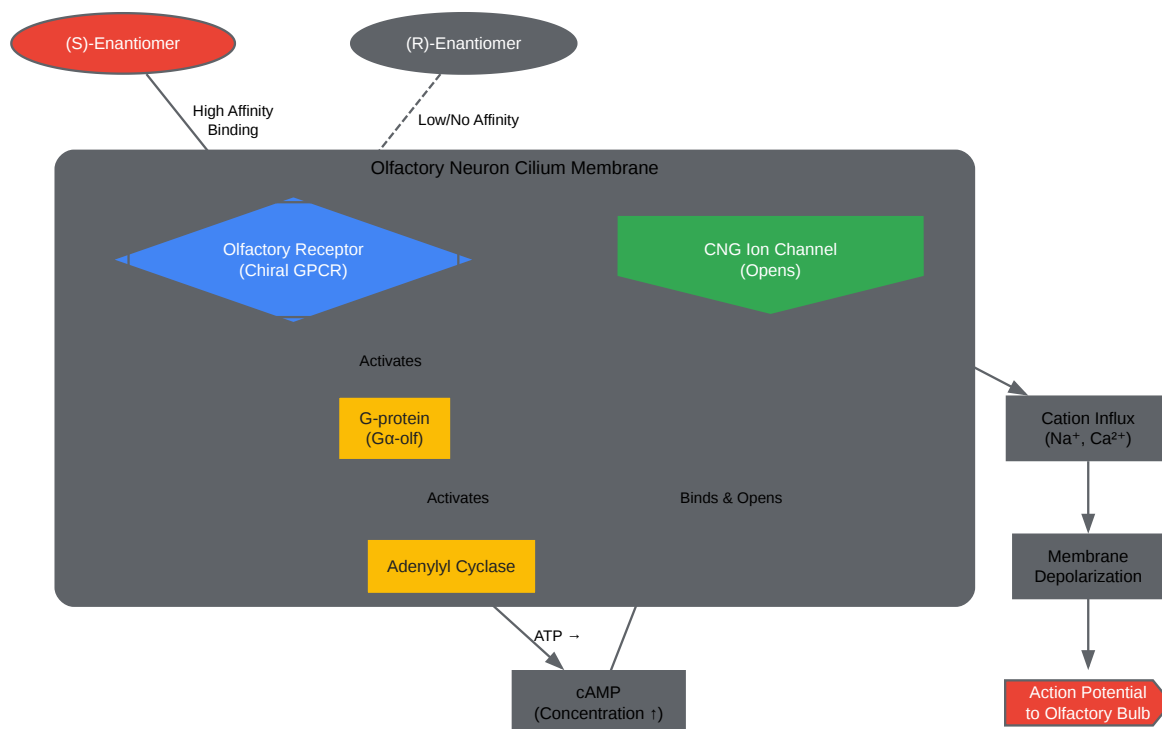 (S)-Enantiomer
(R)-Enantiomer
High Affinity
Binding
Low/No Affinity
Olfactory Neuron Cilium Membrane
Olfactory Receptor
(Chiral GPCR)
CNG Ion Channel
(Opens)
Activates
G-protein
(Gα-olf)
Cation Influx
(Na⁺, Ca²⁺)
Activates
Binds & Opens
Adenylyl Cyclase
Membrane
Depolarization
ATP →
cAMP
(Concentration ↑)
Action Potential
to Olfactory Bulb